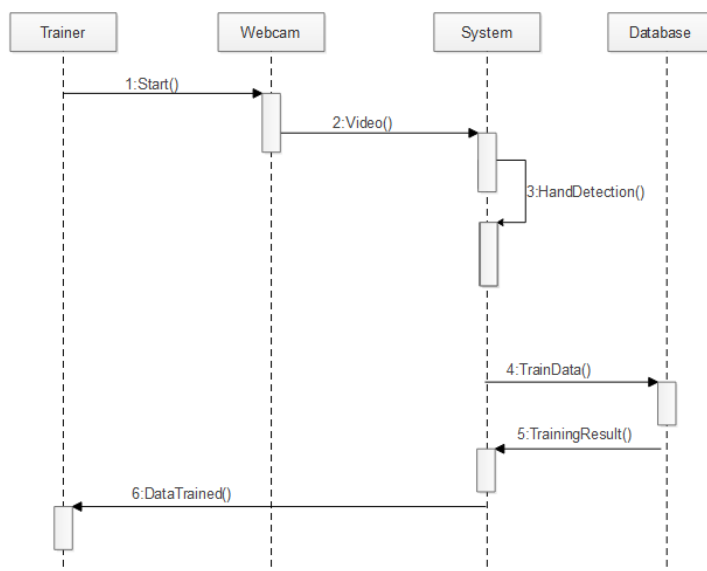 Trainer
Webcam
System
Database
1:Start()
2:Video()
3:HandDetection()
4:TrainData()
5:TrainingResult()
6:DataTrained()